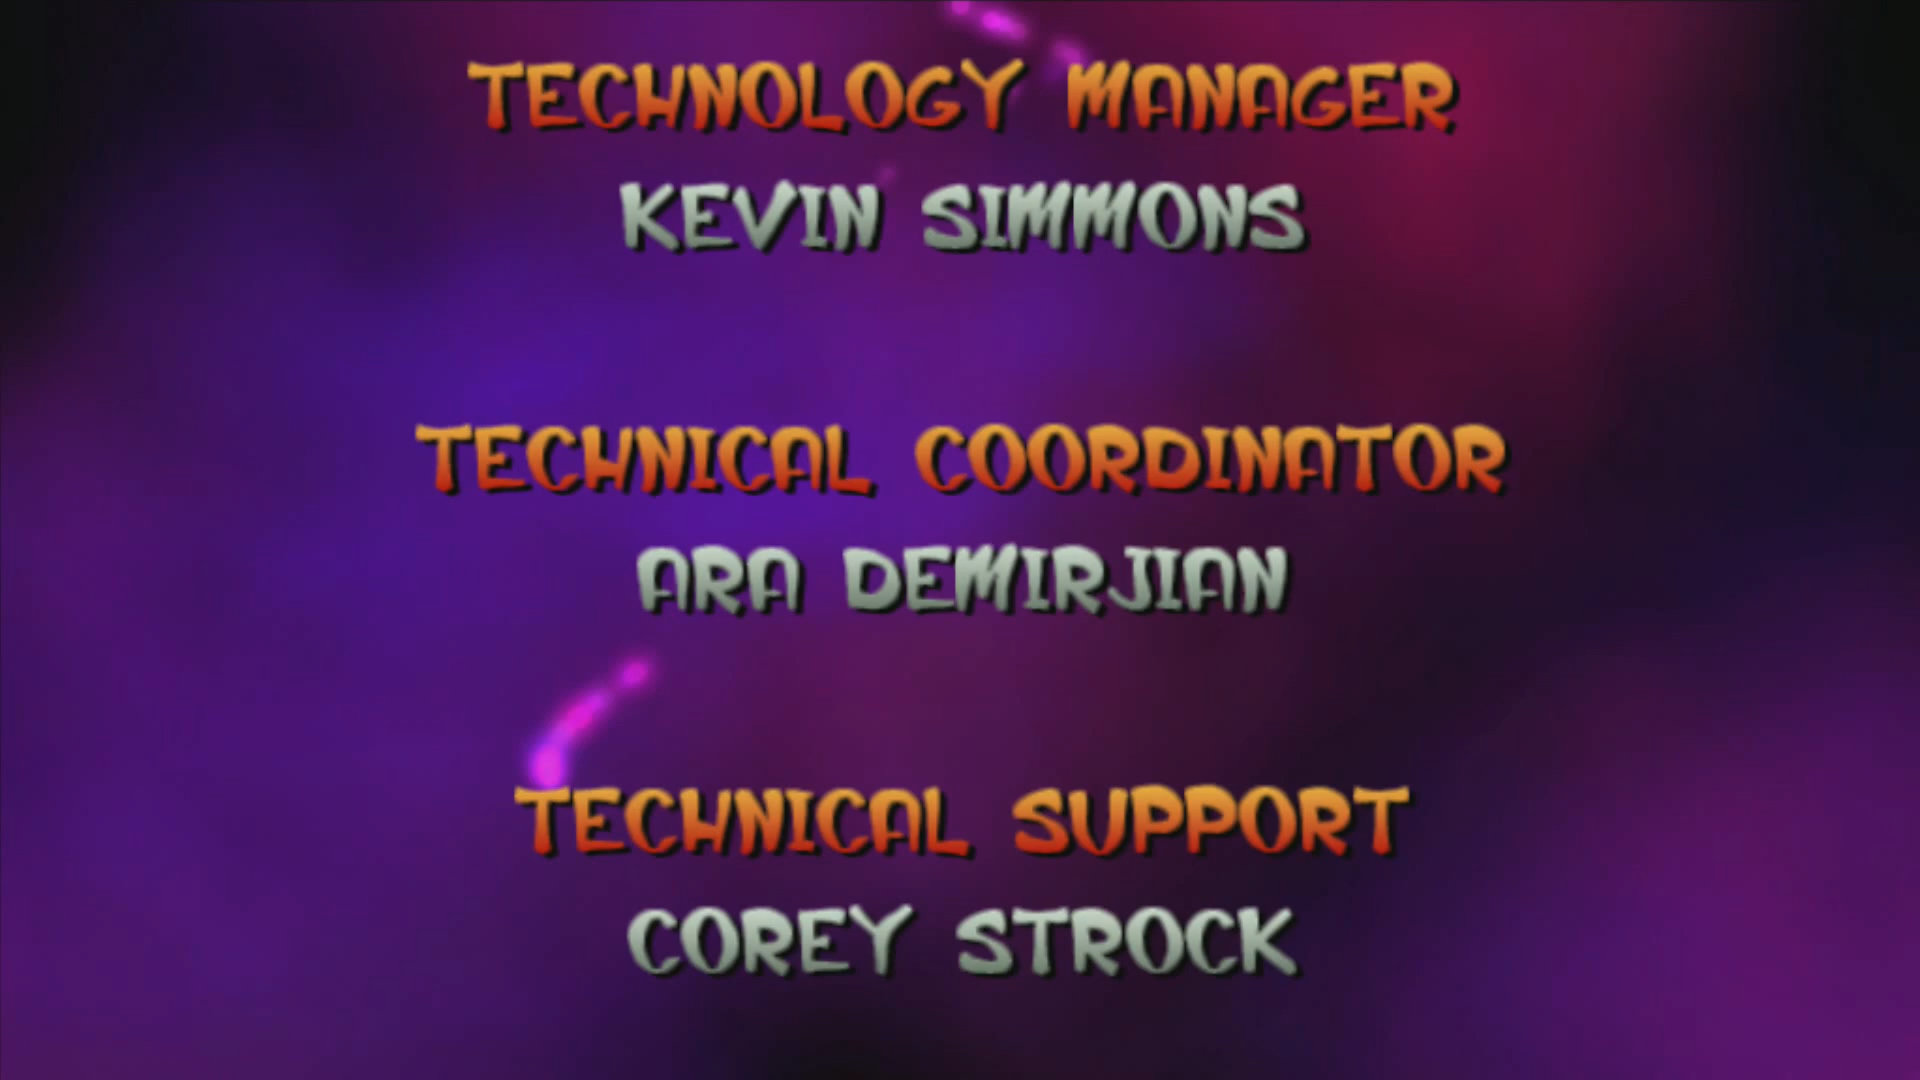 TECHNOLOGY MANAGER
KEVIN SIMMONS
TECHNICAL COORDINATOR
ARA DEMIRJIAN
TECHNICAL SUPPORT
COREY STROCK